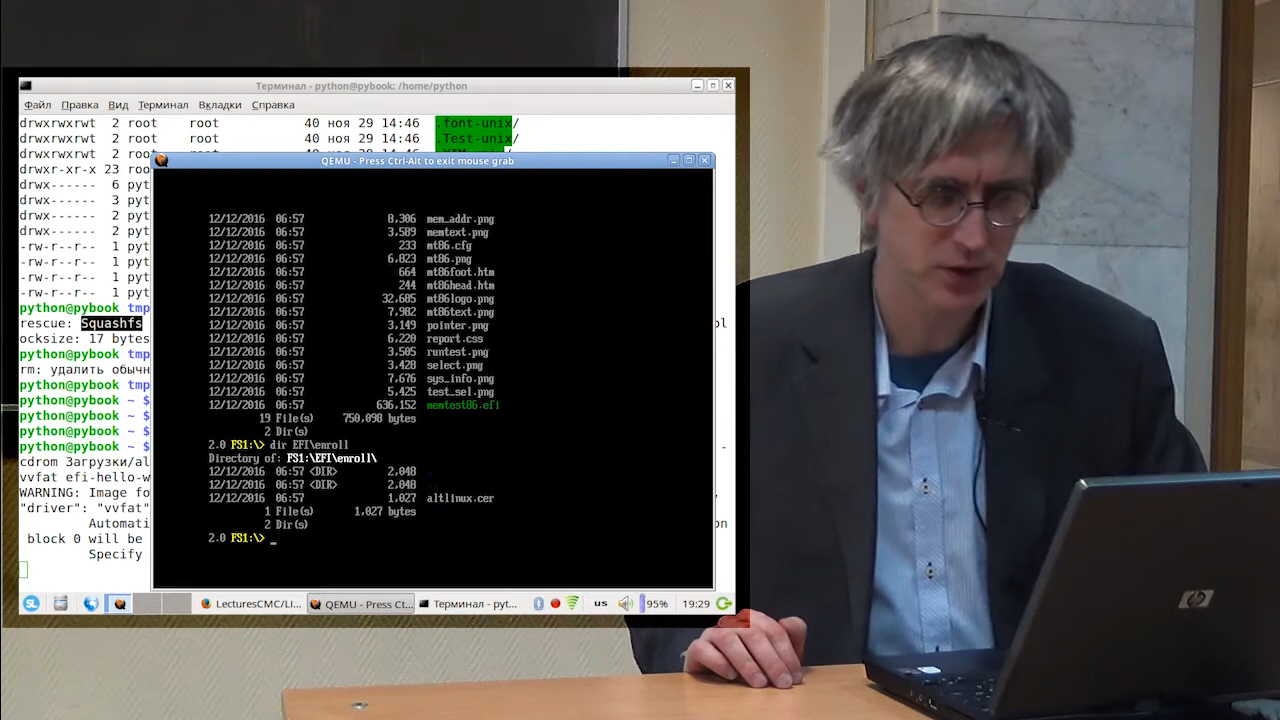 Терминал - python@pybook: /home/python
Файл Правка Вид Терминал Вкладки Справка
drwxrwxrwt 2 root root 40 ноя 29 14:46 .font-unix/
drwxrwxrwt 2 root root 40 ноя 29 14:46 .Test-unix/
drwxrwxrwt 2 root root 40 ноя 29 14:46
QEMU - Press Ctrl-Alt to exit mouse grab
drwxr-xr-x 23 roo
drwx------ 6 pyt
drwx------ 3 pyt
drwx------ 2 pyt
drwx------ 2 pyt
-rw-r--r-- 1 pyt
-rw-r--r-- 1 pyt
-rw-r--r-- 1 pyt
-rw-r--r-- 1 pyt
python@pybook tmp
rescue: Squashfs pl
ocksize: 17 bytes
python@pybook tmp
rm: удалить обычн
python@pybook tmp
python@pybook ~ $
python@pybook ~ $
python@pybook ~ $
python@pybook ~ $ -
cdrom Загрузки/al
vvfat efi-hello-w
WARNING: Image fo
"driver": "vvfat"
Automati on
block 0 will be
Specify
12/12/2016 06:57 8,306 mem_addr.png
12/12/2016 06:57 3,589 memtext.png
12/12/2016 06:57 233 mt86.cfg
12/12/2016 06:57 6,823 mt86.png
12/12/2016 06:57 664 mt86foot.htm
12/12/2016 06:57 244 mt86head.htm
12/12/2016 06:57 32,605 mt86logo.png
12/12/2016 06:57 7,982 mt86text.png
12/12/2016 06:57 3,149 pointer.png
12/12/2016 06:57 6,220 report.css
12/12/2016 06:57 3,505 runtest.png
12/12/2016 06:57 3,428 select.png
12/12/2016 06:57 7,676 sys_info.png
12/12/2016 06:57 5,425 test_sel.png
12/12/2016 06:57 636,152 memtest86.efi
19 File(s) 750,098 bytes
2 Dir(s)
2.0 FS1:\> dir EFI\enroll
Directory of: FS1:\EFI\enroll\
12/12/2016 06:57 <DIR> 2,048 .
12/12/2016 06:57 <DIR> 2,048 ..
12/12/2016 06:57 1,027 altlinux.cer
1 File(s) 1,027 bytes
2 Dir(s)
2.0 FS1:\> _
SL LecturesCMC/Li... QEMU - Press Ct... Терминал - pyt... us 95% 19:29
hp